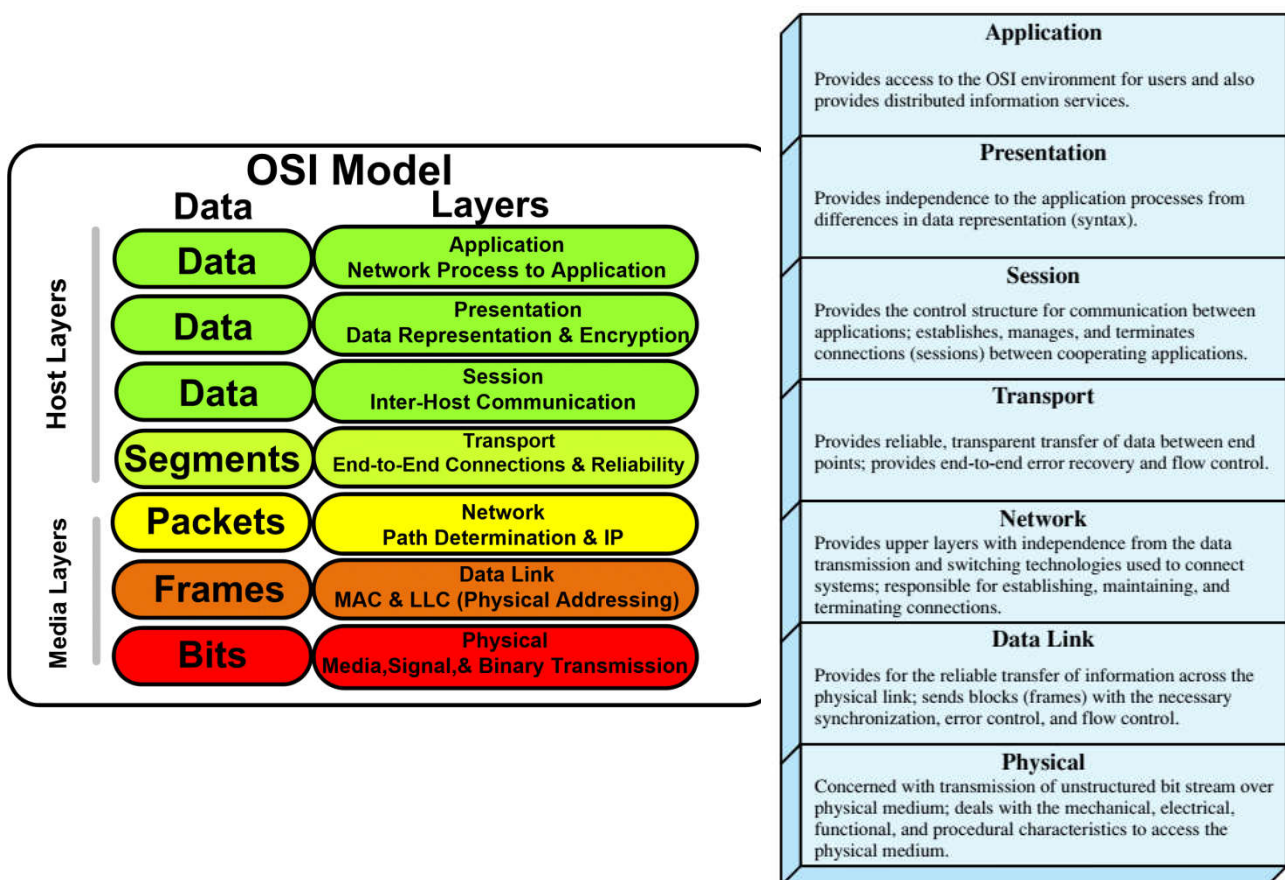 OSI Model
Data
Layers
Host Layers
Data
Application
Network Process to Application
Data
Presentation
Data Representation & Encryption
Data
Session
Inter-Host Communication
Segments
Transport
End-to-End Connections & Reliability
Media Layers
Packets
Network
Path Determination & IP
Frames
Data Link
MAC & LLC (Physical Addressing)
Bits
Physical
Media,Signal,& Binary Transmission
Application
Provides access to the OSI environment for users and also
provides distributed information services.
Presentation
Provides independence to the application processes from
differences in data representation (syntax).
Session
Provides the control structure for communication between
applications; establishes, manages, and terminates
connections (sessions) between cooperating applications.
Transport
Provides reliable, transparent transfer of data between end
points; provides end-to-end error recovery and flow control.
Network
Provides upper layers with independence from the data
transmission and switching technologies used to connect
systems; responsible for establishing, maintaining, and
terminating connections.
Data Link
Provides for the reliable transfer of information across the
physical link; sends blocks (frames) with the necessary
synchronization, error control, and flow control.
Physical
Concerned with transmission of unstructured bit stream over
physical medium; deals with the mechanical, electrical,
functional, and procedural characteristics to access the
physical medium.